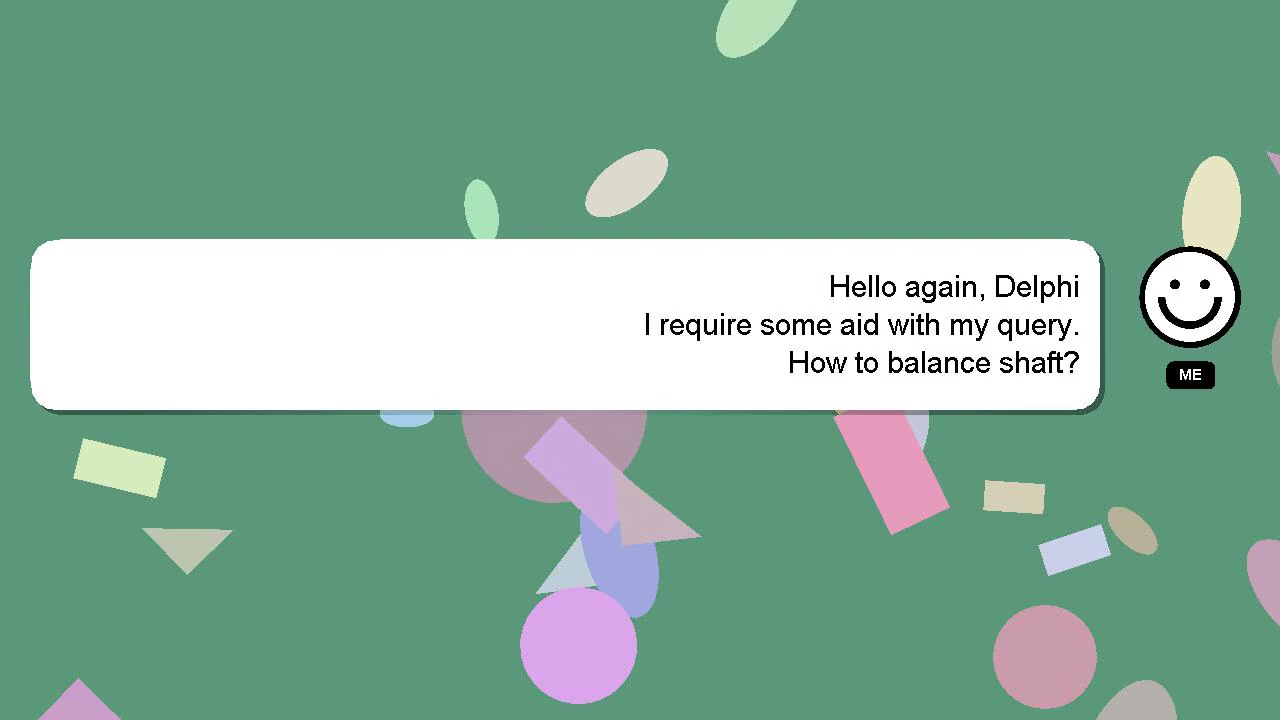 Hello again, Delphi
I require some aid with my query.
How to balance shaft?
ME